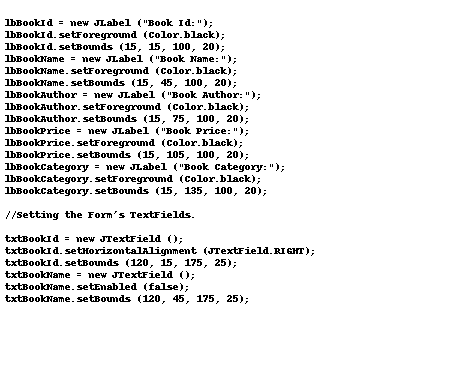 lbBookId = new JLabel ("Book Id:");
lbBookId.setForeground (Color.black);
lbBookId.setBounds (15, 15, 100, 20);
lbBookName = new JLabel ("Book Name:");
lbBookName.setForeground (Color.black);
lbBookName.setBounds (15, 45, 100, 20);
lbBookAuthor = new JLabel ("Book Author:");
lbBookAuthor.setForeground (Color.black);
lbBookAuthor.setBounds (15, 75, 100, 20);
lbBookPrice = new JLabel ("Book Price:");
lbBookPrice.setForeground (Color.black);
lbBookPrice.setBounds (15, 105, 100, 20);
lbBookCategory = new JLabel ("Book Category:");
lbBookCategory.setForeground (Color.black);
lbBookCategory.setBounds (15, 135, 100, 20);
//Setting the Form's TextFields.
txtBookId = new JTextField ();
txtBookId.setHorizontalAlignment (JTextField.RIGHT);
txtBookId.setBounds (120, 15, 175, 25);
txtBookName = new JTextField ();
txtBookName.setEnabled (false);
txtBookName.setBounds (120, 45, 175, 25);